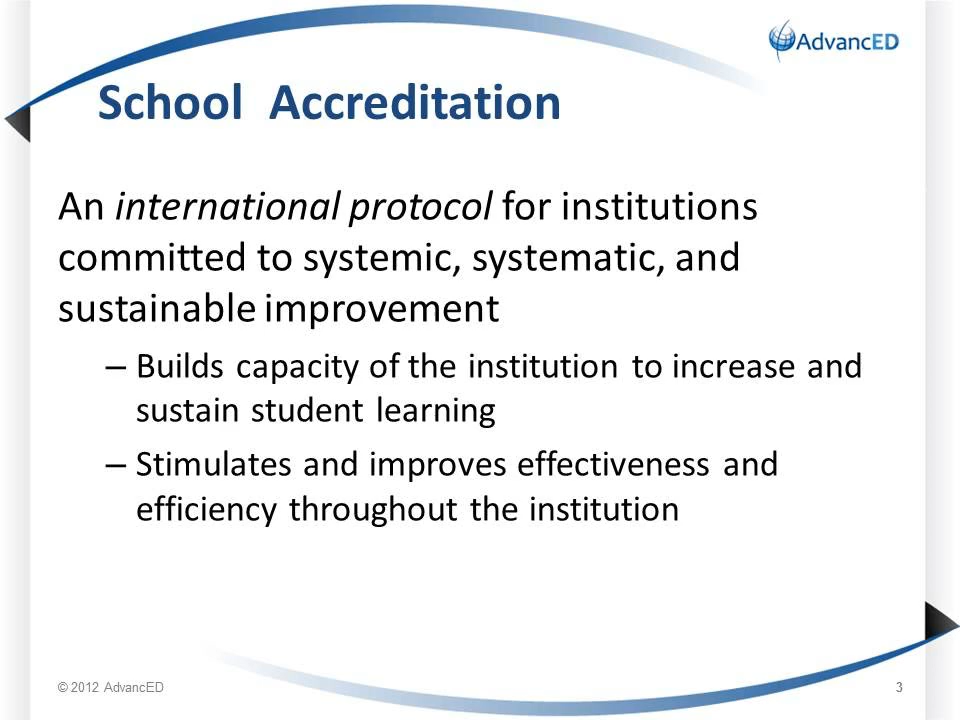 AdvancED
School Accreditation
An international protocol for institutions
committed to systemic, systematic, and
sustainable improvement
– Builds capacity of the institution to increase and
sustain student learning
– Stimulates and improves effectiveness and
efficiency throughout the institution
© 2012 AdvancED
3